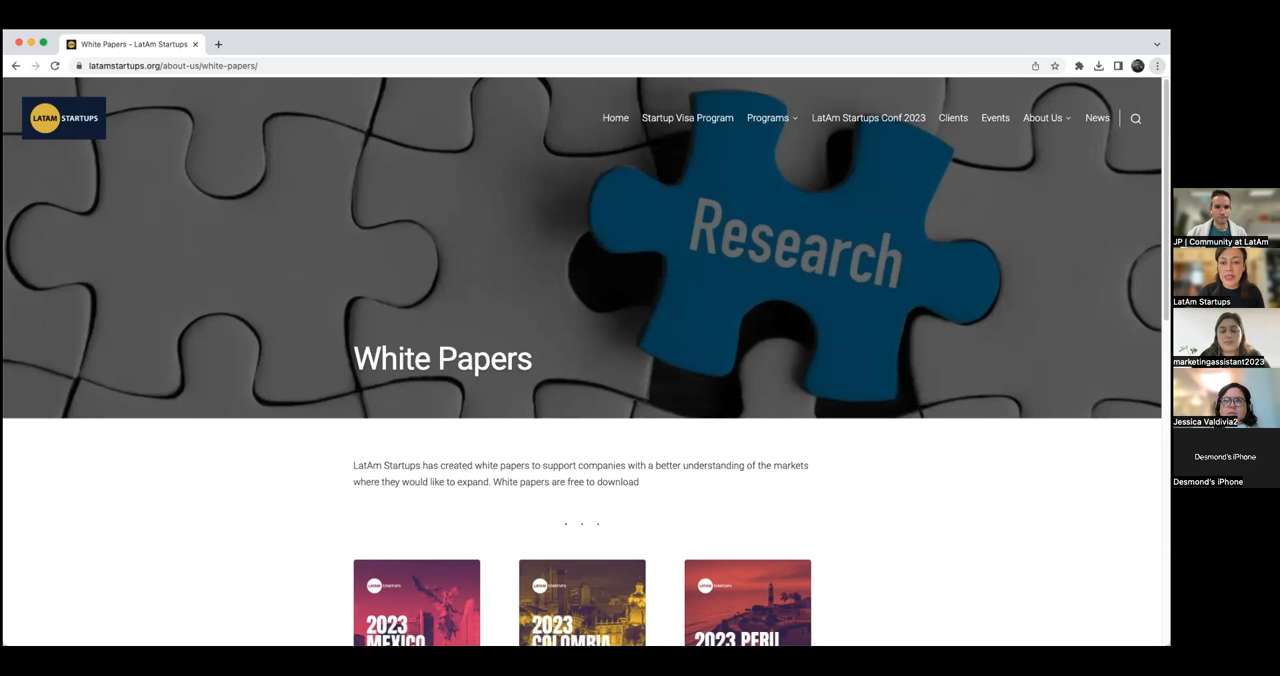 White Papers - LatAm Startups
latamstartups.org/about-us/white-papers/
LATAM STARTUPS
Home Startup Visa Program Programs LatAm Startups Conf 2023 Clients Events About Us News
Research
White Papers
LatAm Startups has created white papers to support companies with a better understanding of the markets
where they would like to expand. White papers are free to download
LATAM STARTUPS LATAM STARTUPS LATAM STARTUPS
2023 2023 2023 PERU
MEXICO COLOMBIA
JP | Community at LatAm
LatAm Startups
marketingassistant2023
Jessica Valdivia2
Desmond's iPhone
Desmond's iPhone